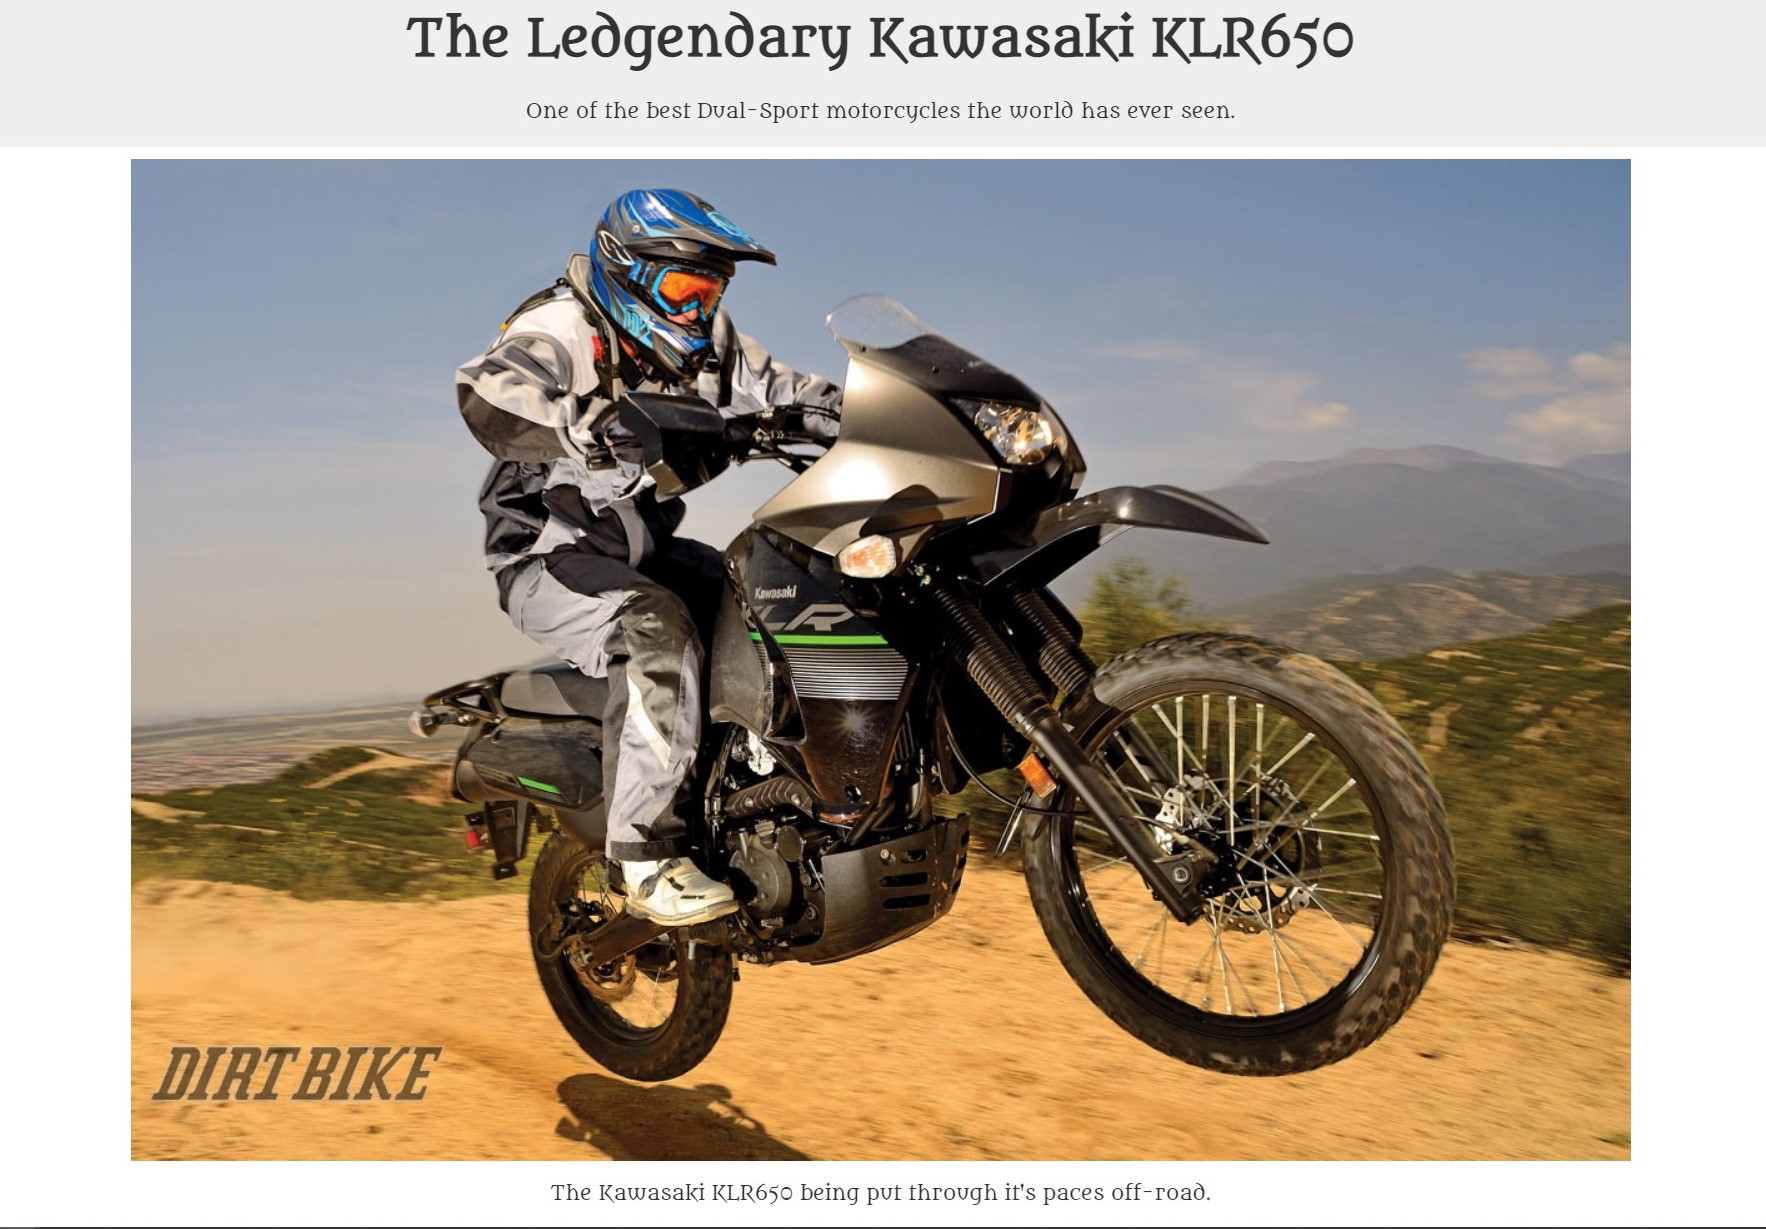 The Ledgendary Kawasaki KLR650
One of the best Dual-Sport motorcycles the world has ever seen.
Kawasaki
KLR
DIRT BIKE
The Kawasaki KLR650 being put through it's paces off-road.